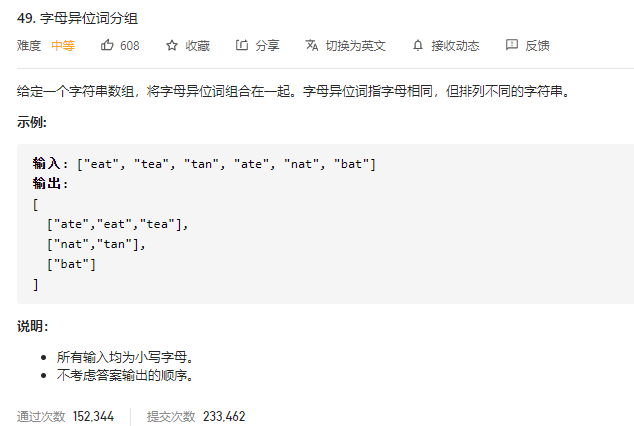 49. 字母异位词分组
难度 中等 608 收藏 分享 切换为英文 接收动态 反馈
给定一个字符串数组，将字母异位词组合在一起。字母异位词指字母相同，但排列不同的字符串。
示例:
输入: ["eat", "tea", "tan", "ate", "nat", "bat"]
输出:
[
  ["ate","eat","tea"],
  ["nat","tan"],
  ["bat"]
]
说明：
所有输入均为小写字母。
不考虑答案输出的顺序。
通过次数 152,344 提交次数 233,462